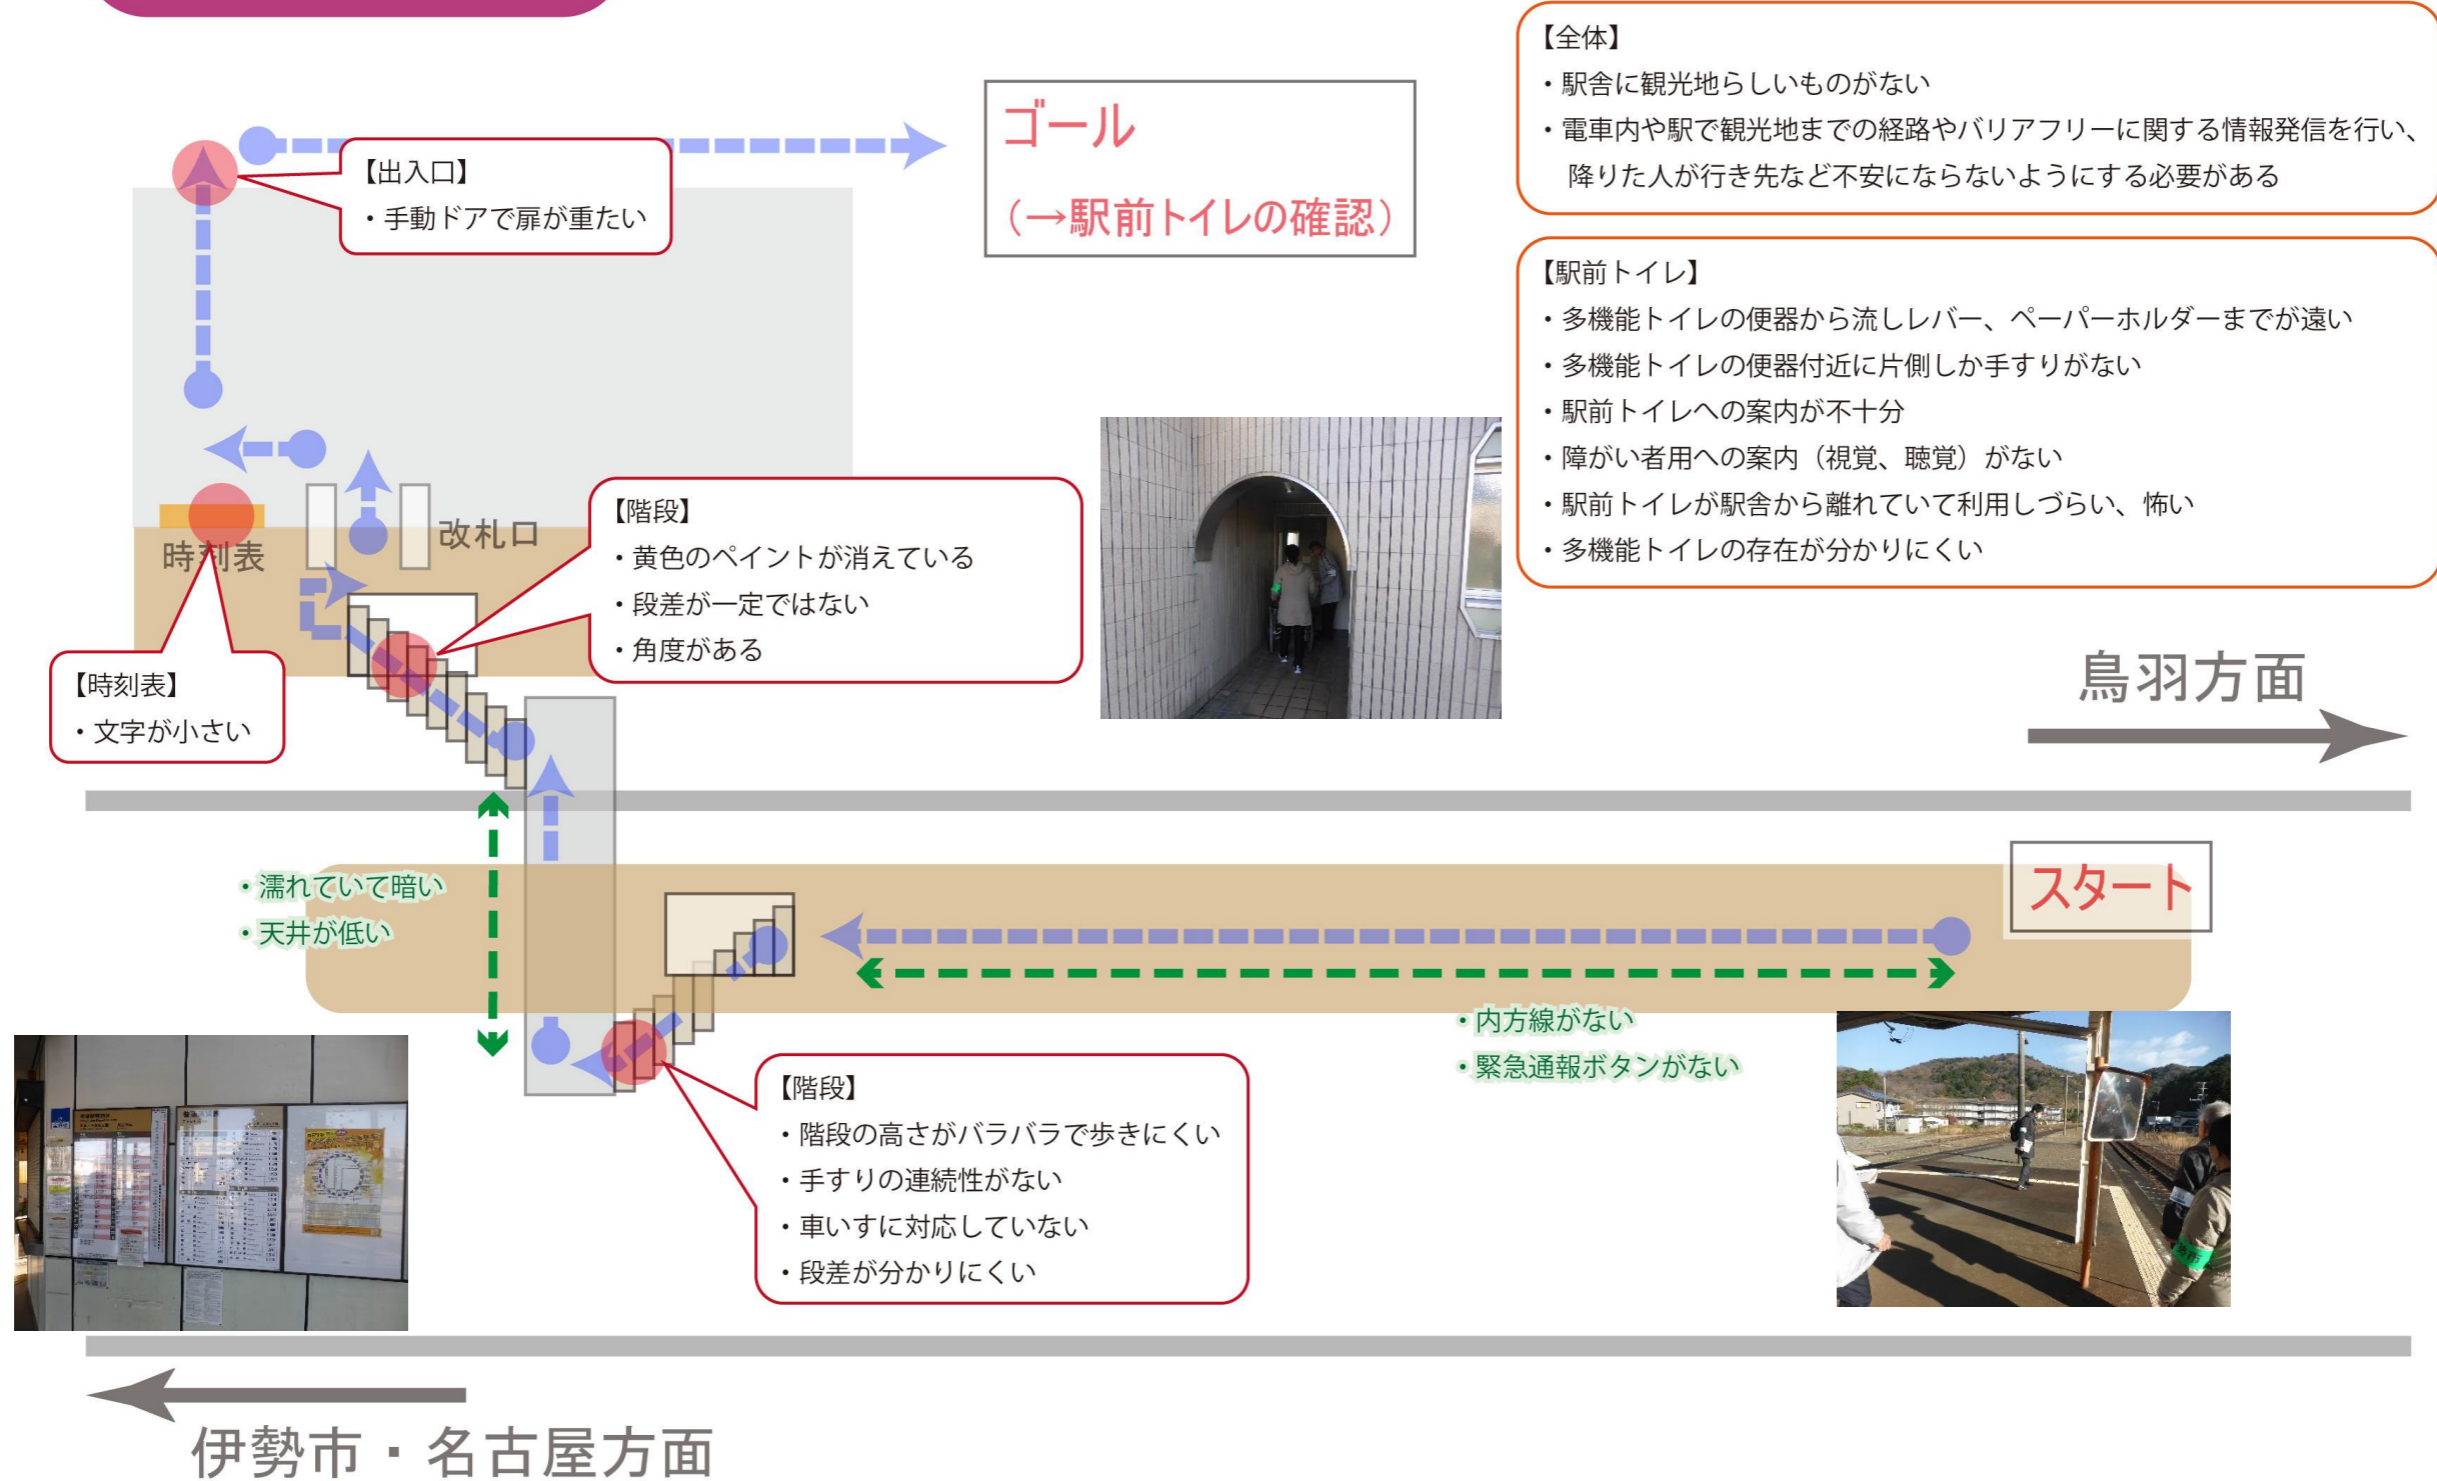 【全体】
・駅舎に観光地らしいものがない
・電車内や駅で観光地までの経路やバリアフリーに関する情報発信を行い、
降りた人が行き先など不安にならないようにする必要がある
ゴール
（→駅前トイレの確認）
【出入口】
・手動ドアで扉が重たい
【駅前トイレ】
・多機能トイレの便器から流しレバー、ペーパーホルダーまでが遠い
・多機能トイレの便器付近に片側しか手すりがない
・駅前トイレへの案内が不十分
・障がい者用への案内（視覚、聴覚）がない
・駅前トイレが駅舎から離れていて利用しづらい、怖い
・多機能トイレの存在が分かりにくい
時刻表
改札口
【階段】
・黄色のペイントが消えている
・段差が一定ではない
・角度がある
【時刻表】
・文字が小さい
鳥羽方面
スタート
・濡れていて暗い
・天井が低い
・内方線がない
・緊急通報ボタンがない
【階段】
・階段の高さがバラバラで歩きにくい
・手すりの連続性がない
・車いすに対応していない
・段差が分かりにくい
伊勢市・名古屋方面